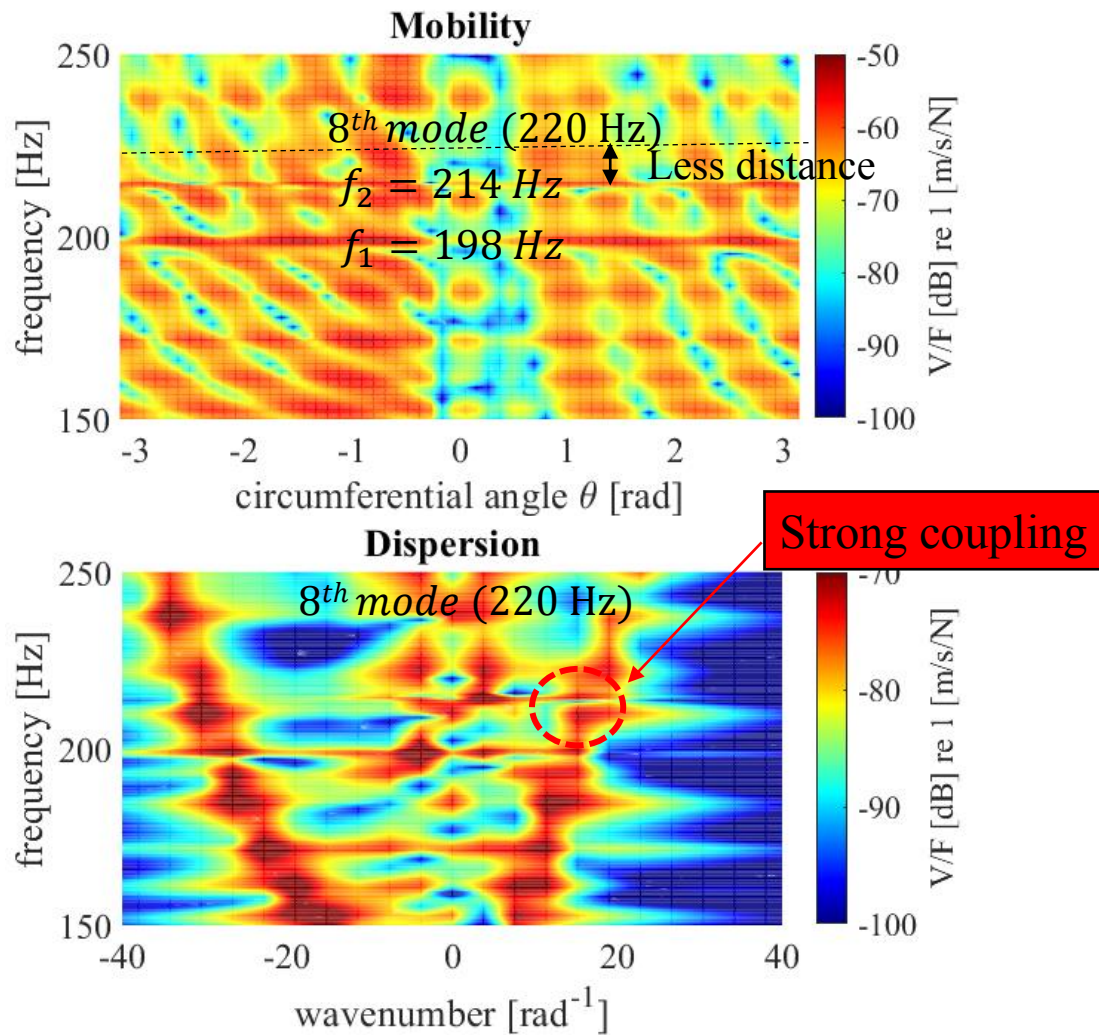 Mobility
250
200
150
frequency [Hz]
8th mode (220 Hz)
Less distance
f₂ = 214 Hz
f₁ = 198 Hz
-3 -2 -1 0 1 2 3
circumferential angle θ [rad]
-50
-60
-70
-80
-90
-100
V/F [dB] re 1 [m/s/N]
Strong coupling
Dispersion
250
200
150
frequency [Hz]
8th mode (220 Hz)
-40 -20 0 20 40
wavenumber [rad⁻¹]
-70
-80
-90
-100
V/F [dB] re 1 [m/s/N]